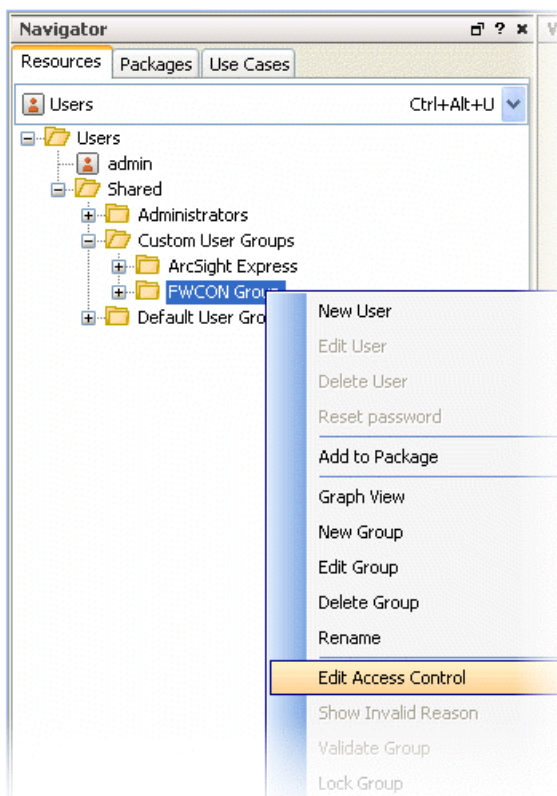 Navigator
Resources Packages Use Cases
Users Ctrl+Alt+U
Users
admin
Shared
Administrators
Custom User Groups
ArcSight Express
FWCON Group
Default User Gro
New User
Edit User
Delete User
Reset password
Add to Package
Graph View
New Group
Edit Group
Delete Group
Rename
Edit Access Control
Show Invalid Reason
Validate Group
Lock Group